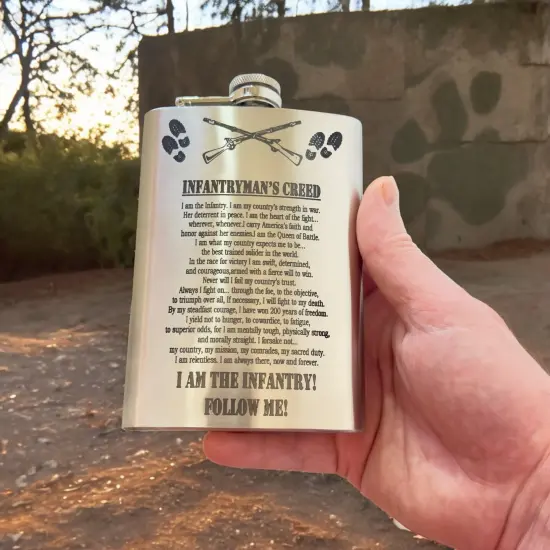 INFANTRYMAN'S CREED
I am the Infantry. I am my country's strength in war.
Her deterrent in peace. I am the heart of the fight...
wherever, whenever.I carry America's faith and
honor against her enemies.I am the Queen of Battle.
I am what my country expects me to be...
the best trained solider in the world.
In the race for victory I am swift, determined,
and courageous,armed with a fierce will to win.
Never will I fail my country's trust.
Always I fight on... through the foe, to the objective,
to triumph over all, if necessary, I will fight to my death.
By my steadfast courage, I have won 200 years of freedom.
I yield not to hunger, to cowardice, to fatigue,
to superior odds, for I am mentally tough, physically strong,
and morally straight. I forsake not...
my country, my mission, my comrades, my sacred duty.
I am relentless. I am always there, now and forever.
I AM THE INFANTRY!
FOLLOW ME!